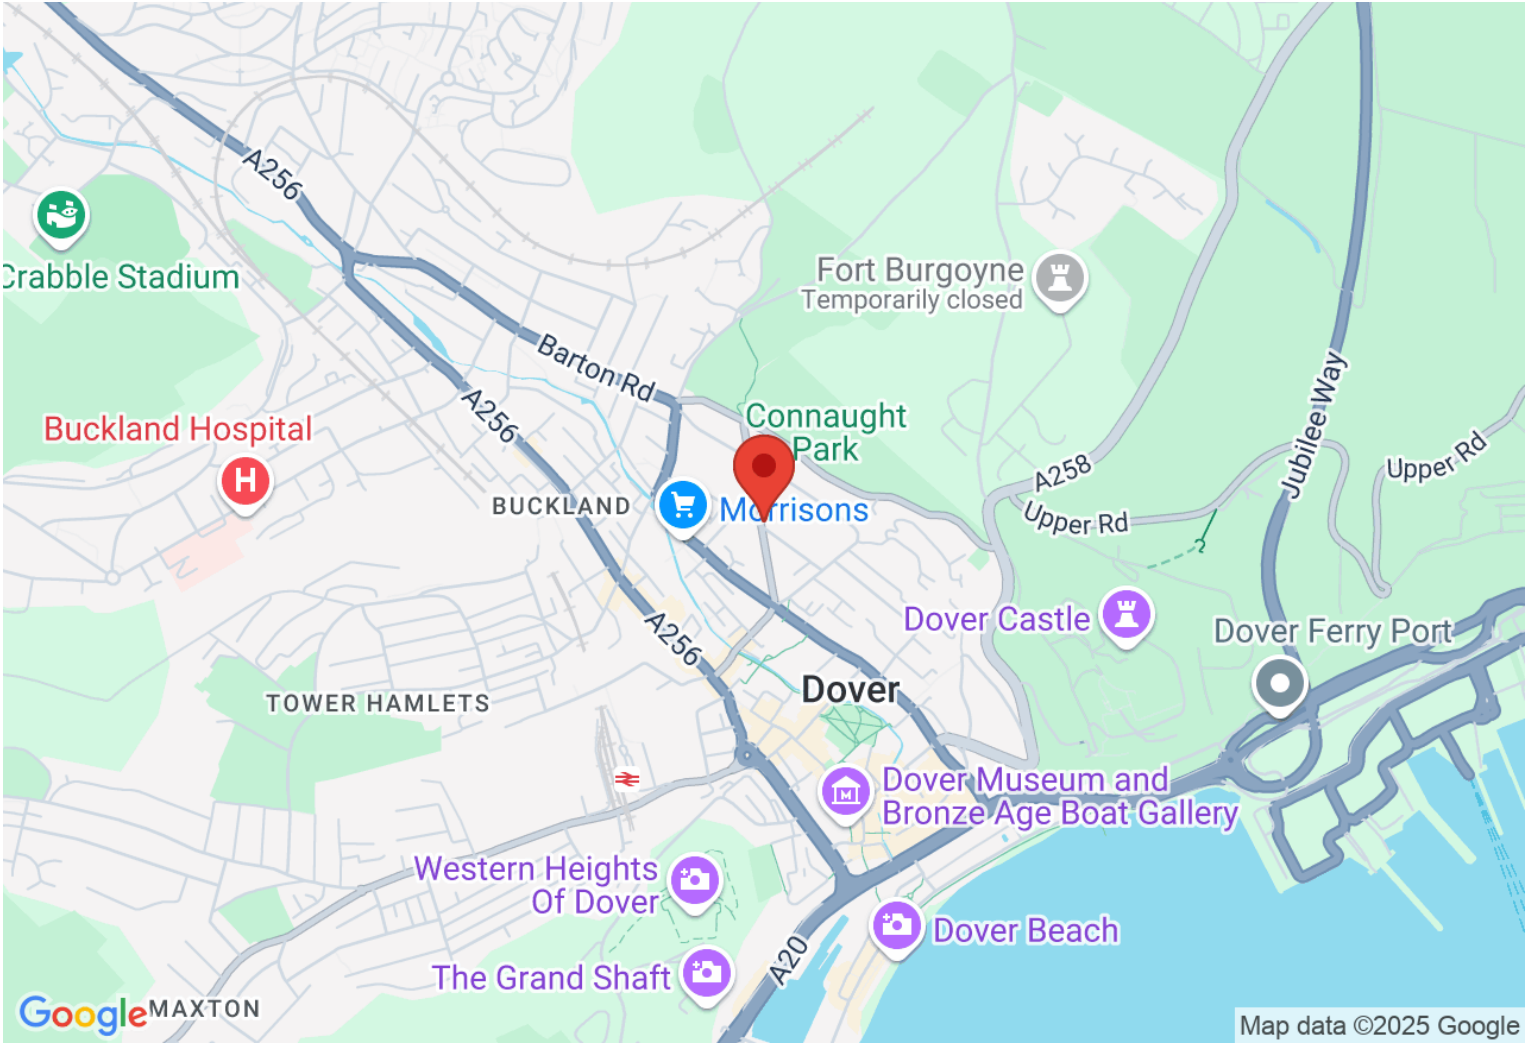 A256
Crabble Stadium
Fort Burgoyne
Temporarily closed
Barton Rd
Jubilee Way
A256
Connaught
Park
Buckland Hospital
H
A258
Upper Rd
BUCKLAND
Morrisons
Upper Rd
Dover Castle
Dover Ferry Port
A256
TOWER HAMLETS
Dover
M
Dover Museum and
Bronze Age Boat Gallery
Western Heights
Of Dover
Dover Beach
A20
The Grand Shaft
Google
MAXTON
Map data ©2025 Google